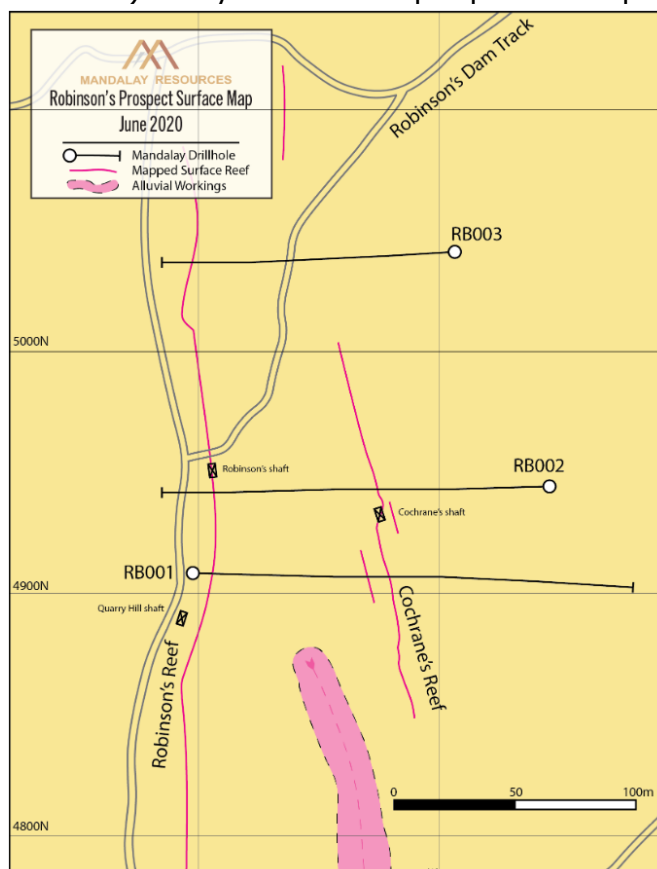 MANDALAY RESOURCES
Robinson's Prospect Surface Map
June 2020
Mandalay Drillhole
Mapped Surface Reef
Alluvial Workings
Robinson's Dam Track
RB003
5000N
Robinson's shaft
RB002
Cochrane's shaft
RB001
4900N
Quarry Hill shaft
Robinson's Reef
Cochrane's Reef
0 50 100m
4800N